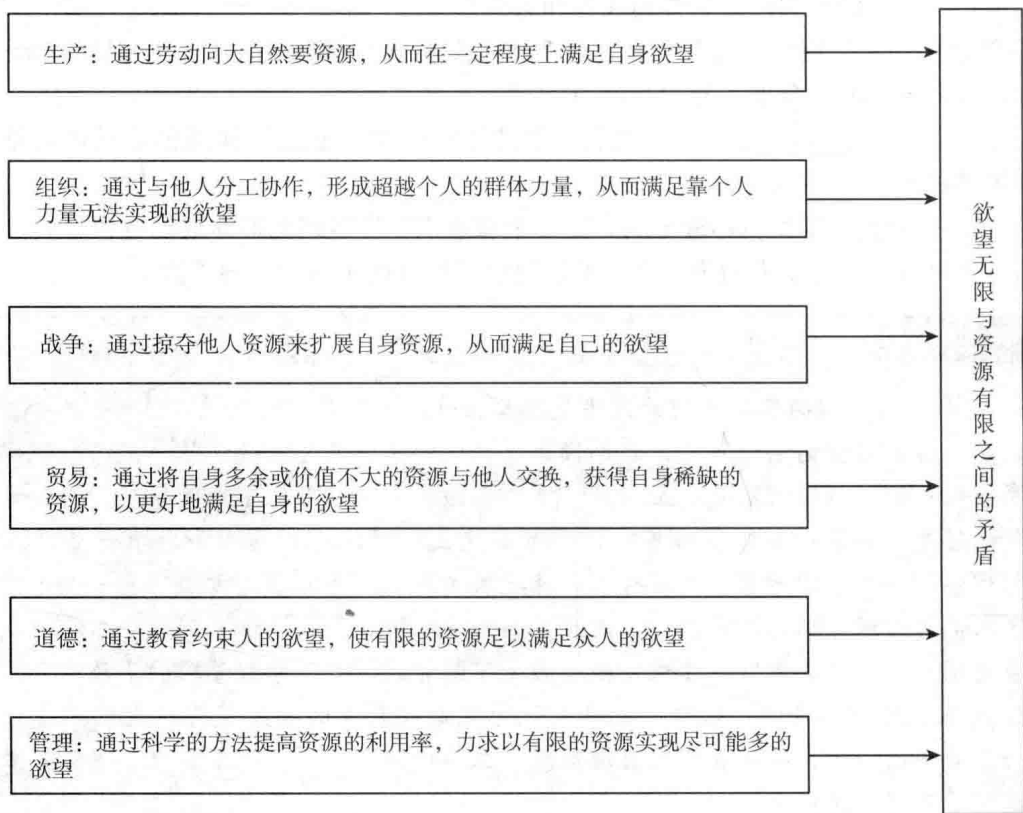 生产：通过劳动向大自然要资源，从而在一定程度上满足自身欲望
组织：通过与他人分工协作，形成超越个人的群体力量，从而满足靠个人
力量无法实现的欲望
战争：通过掠夺他人资源来扩展自身资源，从而满足自己的欲望
贸易：通过将自身多余或价值不大的资源与他人交换，获得自身稀缺的
资源，以更好地满足自身的欲望
道德：通过教育约束人的欲望，使有限的资源足以满足众人的欲望
管理：通过科学的方法提高资源的利用率，力求以有限的资源实现尽可能多的
欲望
欲望无限与资源有限之间的矛盾